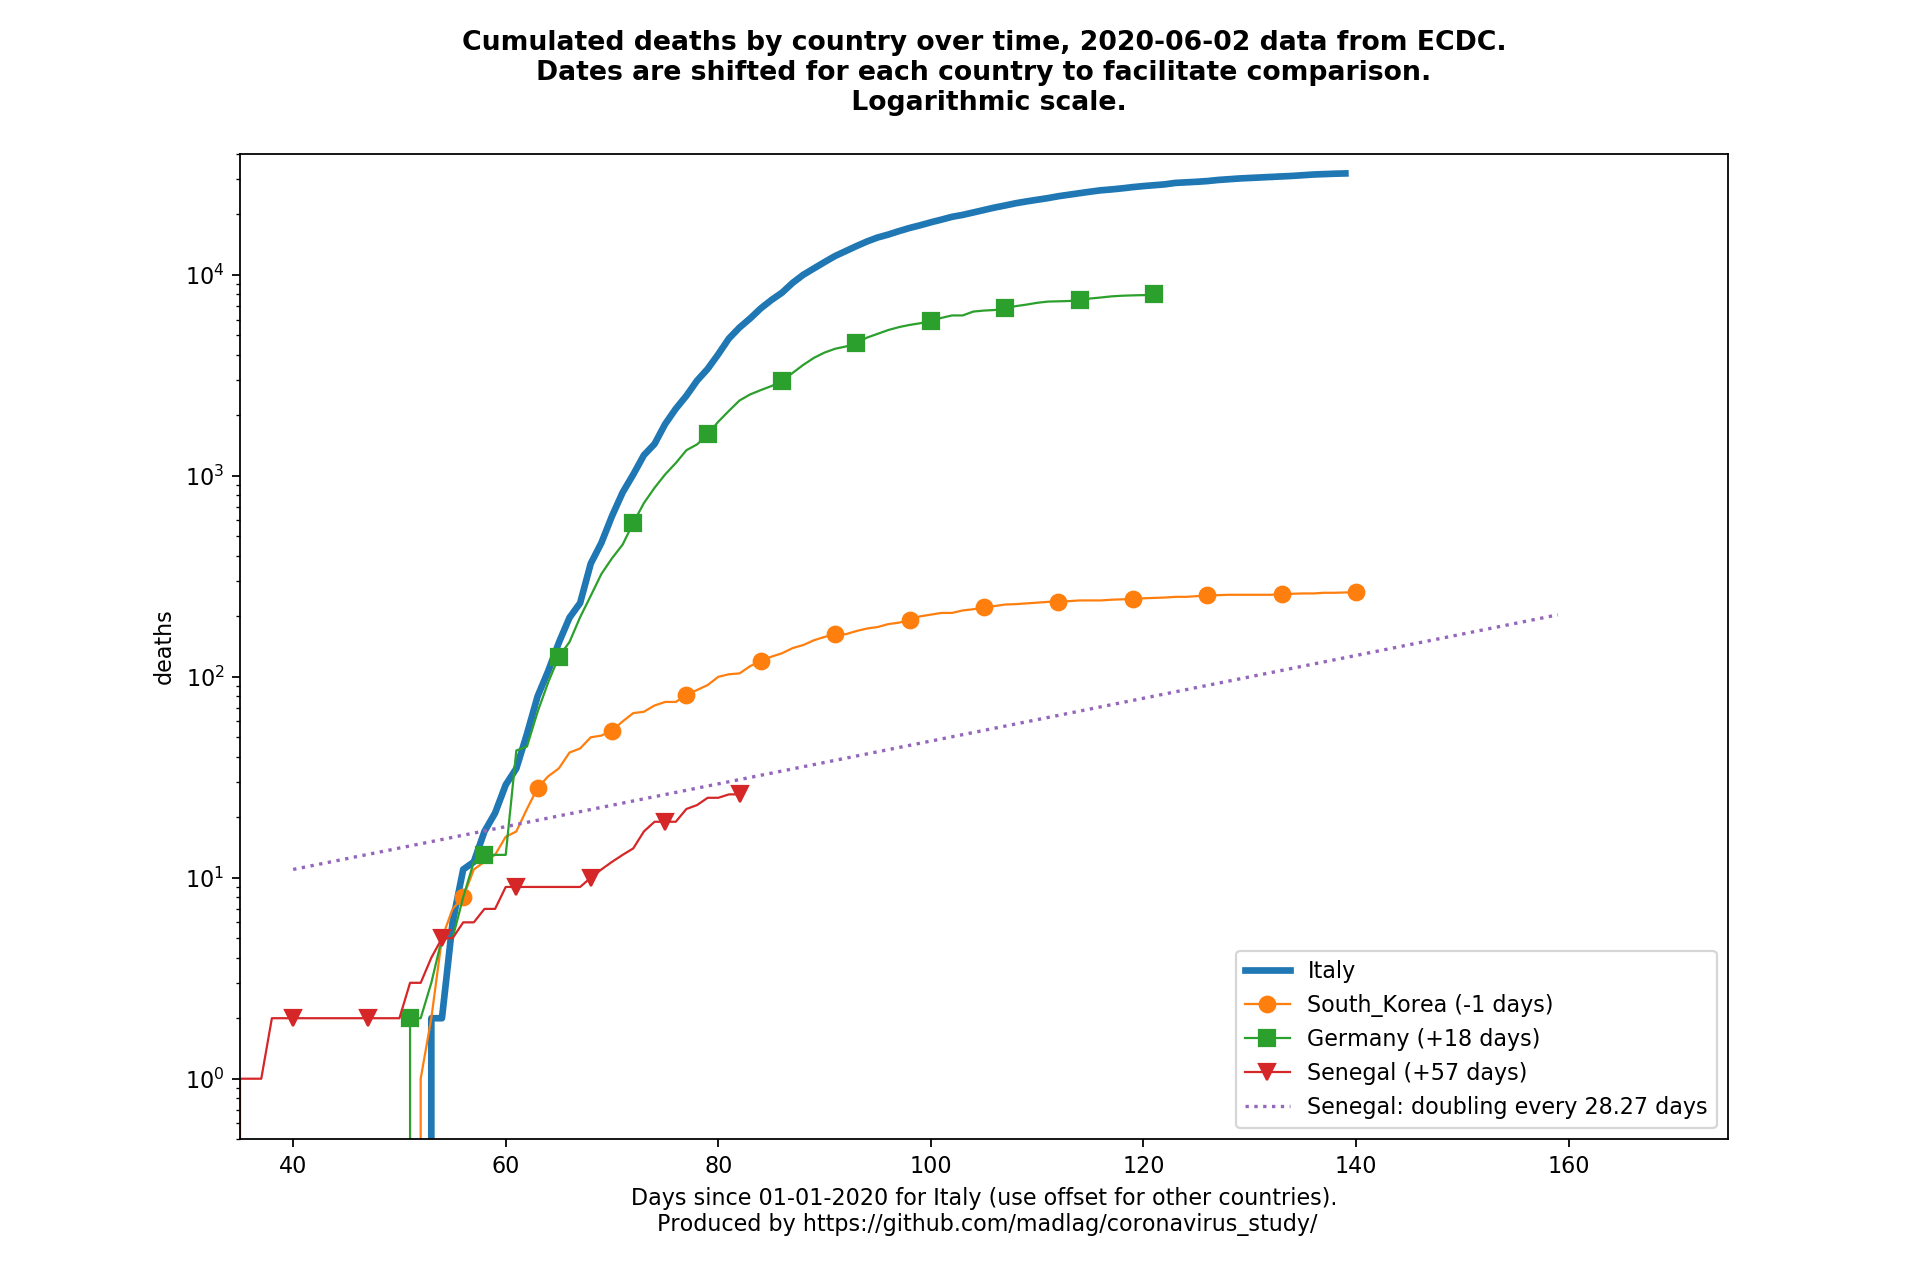 Cumulated deaths by country over time, 2020-06-02 data from ECDC.
Dates are shifted for each country to facilitate comparison.
Logarithmic scale.
10⁴
10³
10²
10¹
10⁰
deaths
Italy
South_Korea (-1 days)
Germany (+18 days)
Senegal (+57 days)
Senegal: doubling every 28.27 days
40 60 80 100 120 140 160
Days since 01-01-2020 for Italy (use offset for other countries).
Produced by https://github.com/madlag/coronavirus_study/